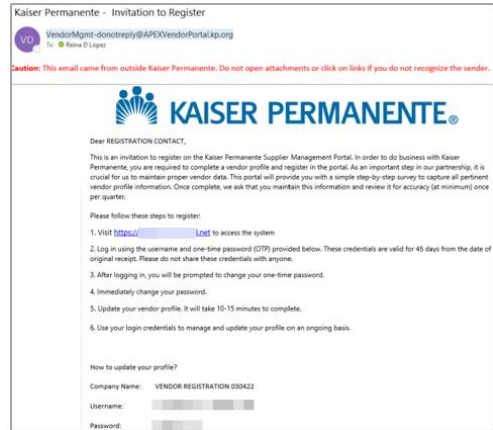 Kaiser Permanente - Invitation to Register
VD
VendorMgmt-donotreply@APEXVendorPortal.kp.org
To Reina D Lopez
Caution: This email came from outside Kaiser Permanente. Do not open attachments or click on links if you do not recognize the sender.
KAISER PERMANENTE®
Dear REGISTRATION CONTACT,
This is an invitation to register on the Kaiser Permanente Supplier Management Portal. In order to do business with Kaiser
Permanente, you are required to complete a vendor profile and register in the portal. As an important step in our partnership, it is
crucial for us to maintain proper vendor data. This portal will provide you with a simple step-by-step survey to capture all pertinent
vendor profile information. Once complete, we ask that you maintain this information and review it for accuracy (at minimum) once
per quarter.
Please follow these steps to register:
1. Visit https:// l.net to access the system
2. Log in using the username and one-time password (OTP) provided below. These credentials are valid for 45 days from the date of
original receipt. Please do not share these credentials with anyone.
3. After logging in, you will be prompted to change your one-time password.
4. Immediately change your password.
5. Update your vendor profile. It will take 10-15 minutes to complete.
6. Use your login credentials to manage and update your profile on an ongoing basis.
How to update your profile?
Company Name: VENDOR REGISTRATION 030422
Username:
Password: